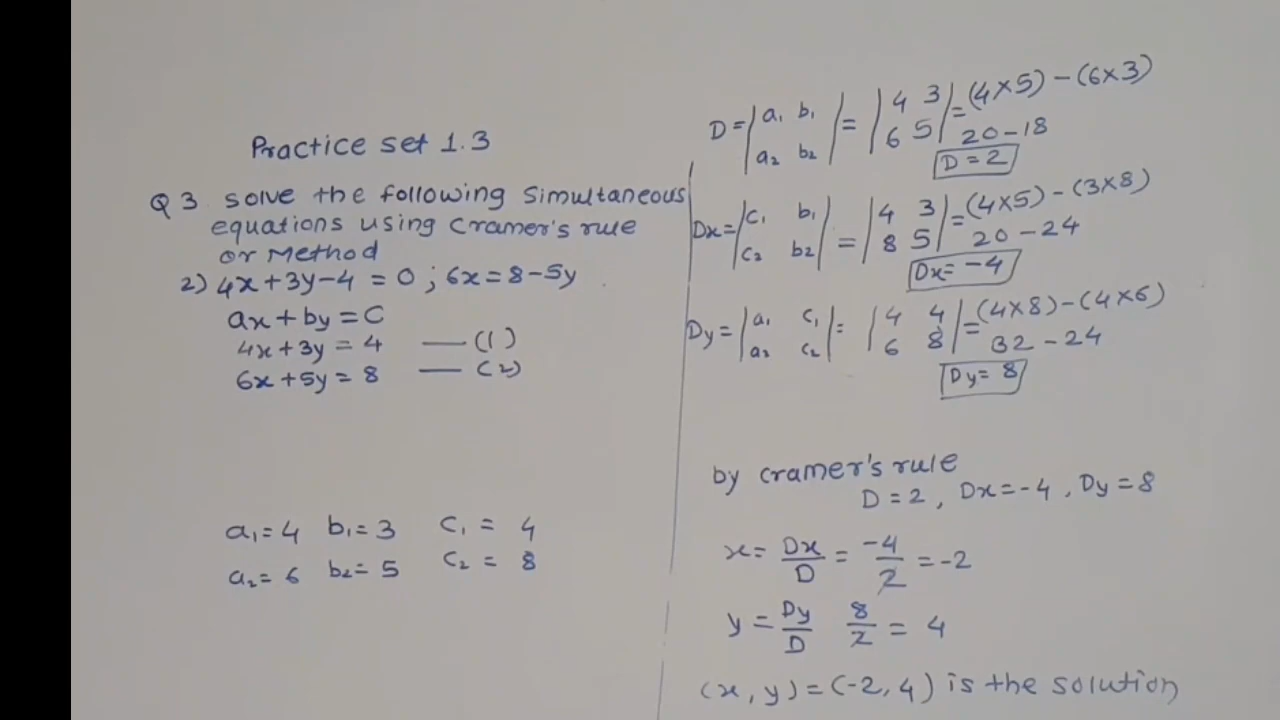 Practice set 1.3
Q 3 solve the following simultaneous
equations using cramer's rule
or Method
2) 4x+3y-4 = 0 ; 6x = 8-5y
ax + by = c
4x + 3y = 4 — (1)
6x + 5y = 8 — (2)
a₁ = 4 b₁ = 3 c₁ = 4
a₂ = 6 b₂ = 5 c₂ = 8
D = |a₁ b₁| = |4 3| = (4×5) - (6×3)
|a₂ b₂| |6 5| 20-18
D = 2
Dx = |c₁ b₁| = |4 3| = (4×5) - (3×8)
|c₂ b₂| |8 5| 20 - 24
Dx = -4
Dy = |a₁ c₁| = |4 4| = (4×8) - (4×6)
|a₂ c₂| |6 8| 32 - 24
Dy = 8
by cramer's rule
D = 2, Dx = -4, Dy = 8
x = Dx/D = -4/2 = -2
y = Dy/D 8/2 = 4
(x, y) = (-2, 4) is the solution